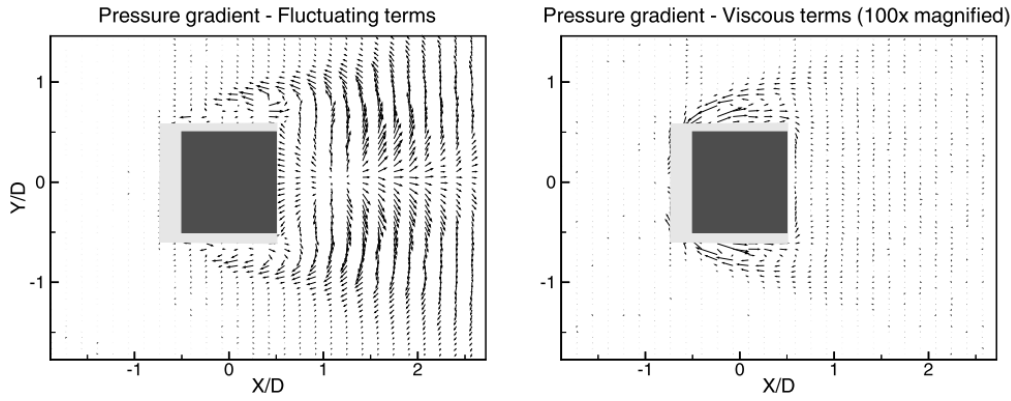 Pressure gradient - Fluctuating terms
Pressure gradient - Viscous terms (100x magnified)
Y/D
1
0
-1
-1
0
1
2
X/D
1
0
-1
-1
0
1
2
X/D